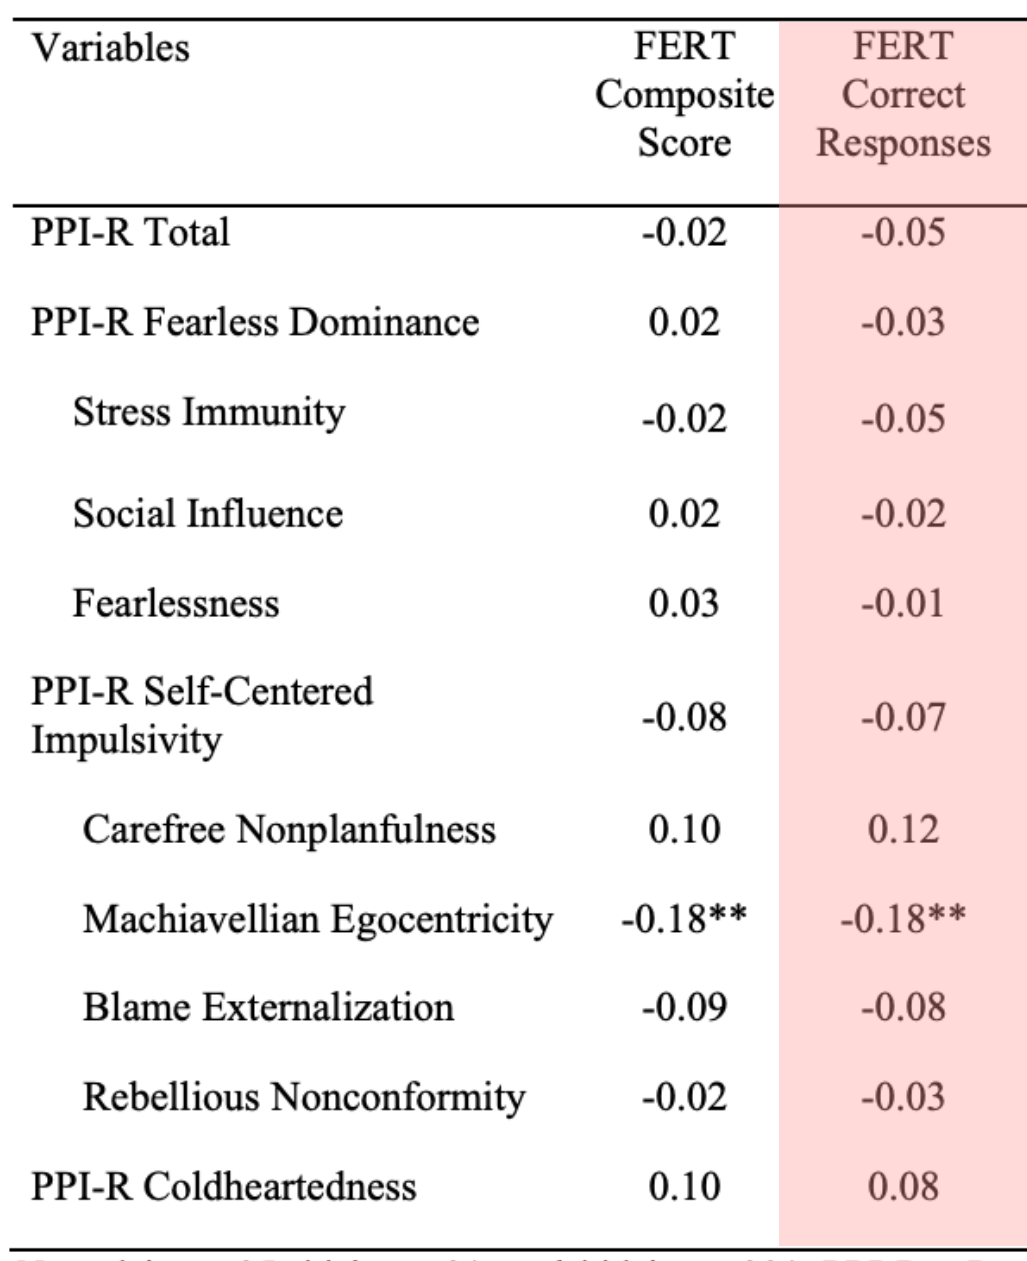 Variables FERT FERT
Composite Correct
Score Responses
PPI-R Total -0.02 -0.05
PPI-R Fearless Dominance 0.02 -0.03
Stress Immunity -0.02 -0.05
Social Influence 0.02 -0.02
Fearlessness 0.03 -0.01
PPI-R Self-Centered
Impulsivity -0.08 -0.07
Carefree Nonplanfulness 0.10 0.12
Machiavellian Egocentricity -0.18** -0.18**
Blame Externalization -0.09 -0.08
Rebellious Nonconformity -0.02 -0.03
PPI-R Coldheartedness 0.10 0.08